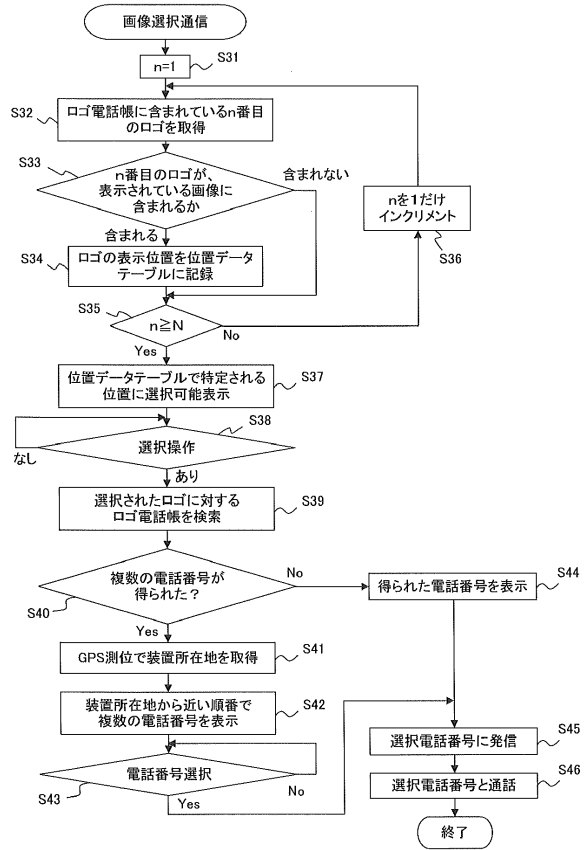 画像選択通信
n=1
S31
S32
ロゴ電話帳に含まれているn番目
のロゴを取得
S33
n番目のロゴが、
表示されている画像に
含まれるか
含まれない
含まれる
nを1だけ
インクリメント
S36
S34
ロゴの表示位置を位置データ
テーブルに記録
S35
n≧N
No
Yes
位置データテーブルで特定される
位置に選択可能表示
S37
S38
選択操作
なし
あり
選択されたロゴに対する
ロゴ電話帳を検索
S39
複数の電話番号が
得られた？
No
S40
Yes
得られた電話番号を表示
S44
GPS測位で装置所在地を取得
S41
装置所在地から近い順番で
複数の電話番号を表示
S42
電話番号選択
No
S43
Yes
選択電話番号に発信
S45
選択電話番号と通話
S46
終了